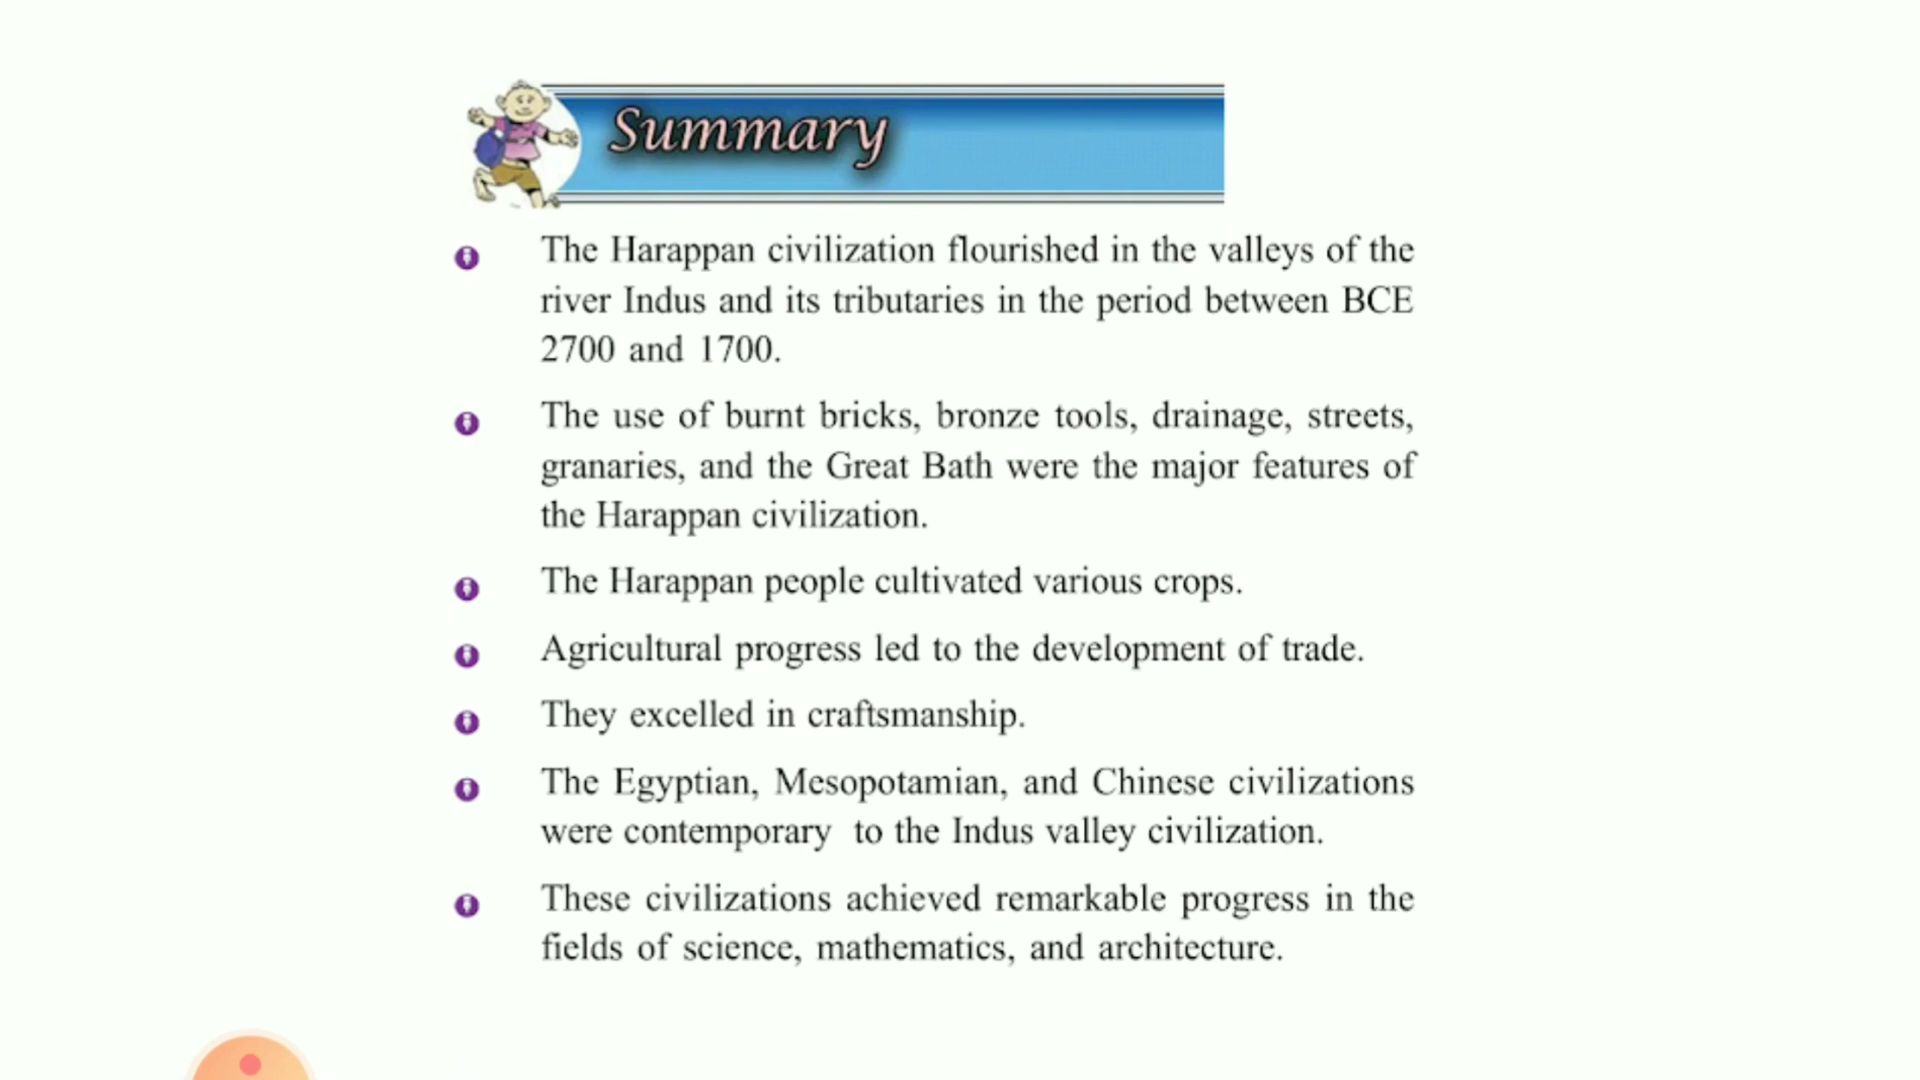 Summary
The Harappan civilization flourished in the valleys of the
river Indus and its tributaries in the period between BCE
2700 and 1700.
The use of burnt bricks, bronze tools, drainage, streets,
granaries, and the Great Bath were the major features of
the Harappan civilization.
The Harappan people cultivated various crops.
Agricultural progress led to the development of trade.
They excelled in craftsmanship.
The Egyptian, Mesopotamian, and Chinese civilizations
were contemporary to the Indus valley civilization.
These civilizations achieved remarkable progress in the
fields of science, mathematics, and architecture.